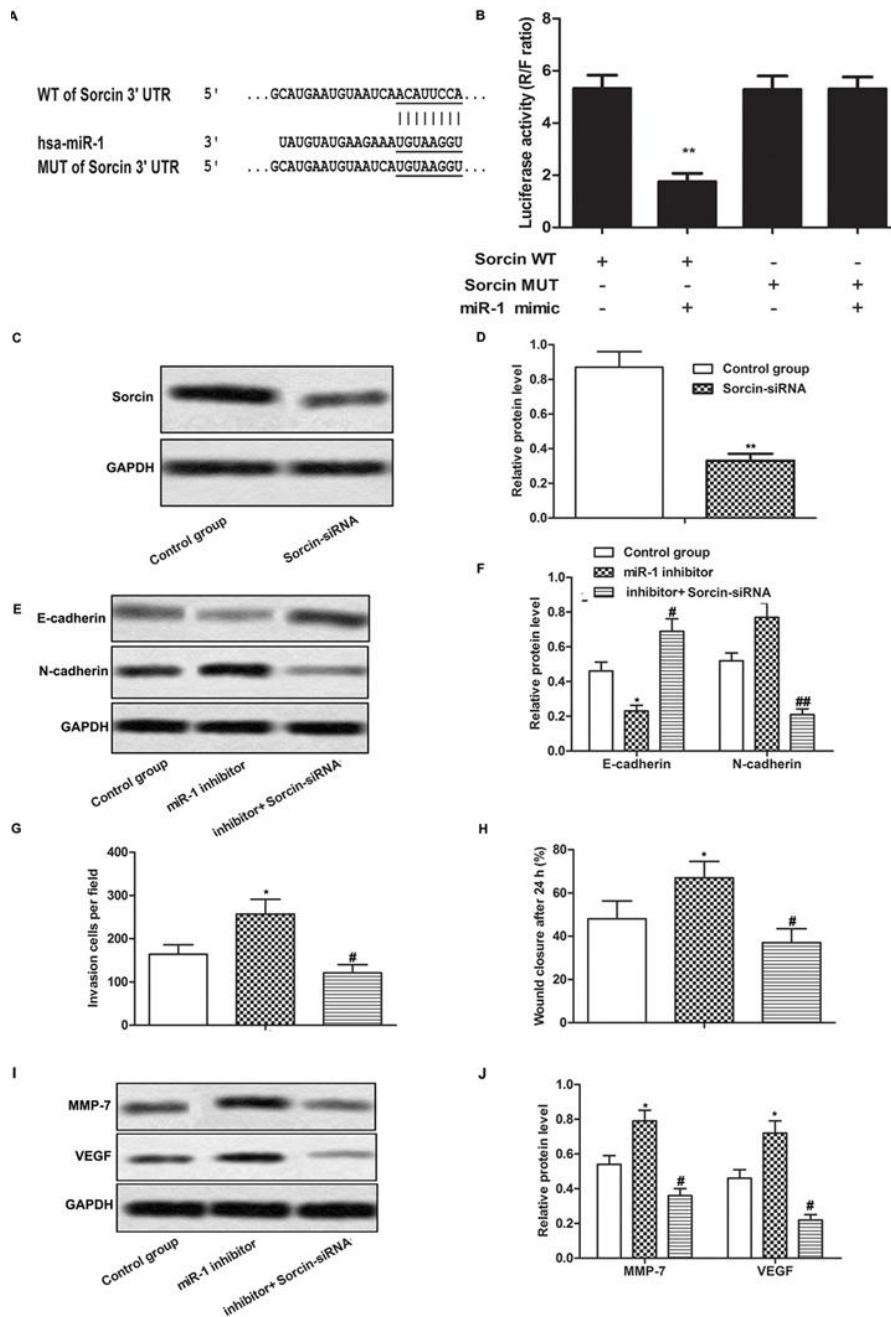 A
WT of Sorcin 3' UTR 5' ...GCAUGAAUGUAAUCAACAUUCCA...
hsa-miR-1 3' UAUGUAUGAAGAAAUGUAAGGU
MUT of Sorcin 3' UTR 5' ...GCAUGAAUGUAAUCAUGUAAGGU...
B
Luciferase activity (R/F ratio)
8
6
4
2
0
**
Sorcin WT + + - -
Sorcin MUT - - + +
miR-1 mimic - + - +
C
Sorcin
GAPDH
Control group
Sorcin-siRNA
D
Relative protein level
1.0
0.8
0.6
0.4
0.2
0.0
Control group
Sorcin-siRNA
**
E
E-cadherin
N-cadherin
GAPDH
Control group
miR-1 inhibitor
inhibitor+ Sorcin-siRNA
F
Control group
miR-1 inhibitor
inhibitor+ Sorcin-siRNA
Relative protein level
1.0
0.8
0.6
0.4
0.2
0.0
*
#
##
E-cadherin N-cadherin
G
Invasion cells per field
400
300
200
100
0
*
#
H
Wounld closure after 24 h (%)
80
60
40
20
0
*
#
I
MMP-7
VEGF
GAPDH
Control group
miR-1 inhibitor
inhibitor+ Sorcin-siRNA
J
Relative protein level
1.0
0.8
0.6
0.4
0.2
0.0
*
#
*
#
MMP-7 VEGF